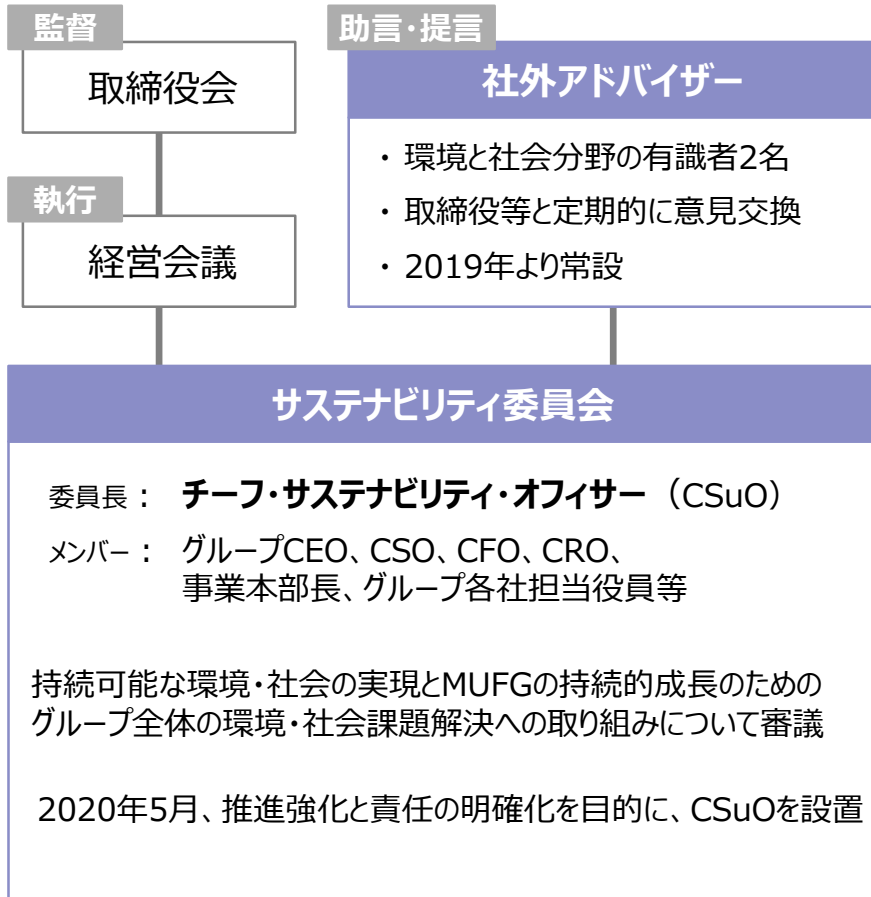 監督
取締役会
執行
経営会議
助言・提言
社外アドバイザー
・ 環境と社会分野の有識者2名
・ 取締役等と定期的に意見交換
・ 2019年より常設
サステナビリティ委員会
委員長： チーフ・サステナビリティ・オフィサー（CSuO）
メンバー： グループCEO、CSO、CFO、CRO、
事業本部長、グループ各社担当役員等
持続可能な環境・社会の実現とMUFGの持続的成長のための
グループ全体の環境・社会課題解決への取り組みについて審議
2020年5月、推進強化と責任の明確化を目的に、CSuOを設置